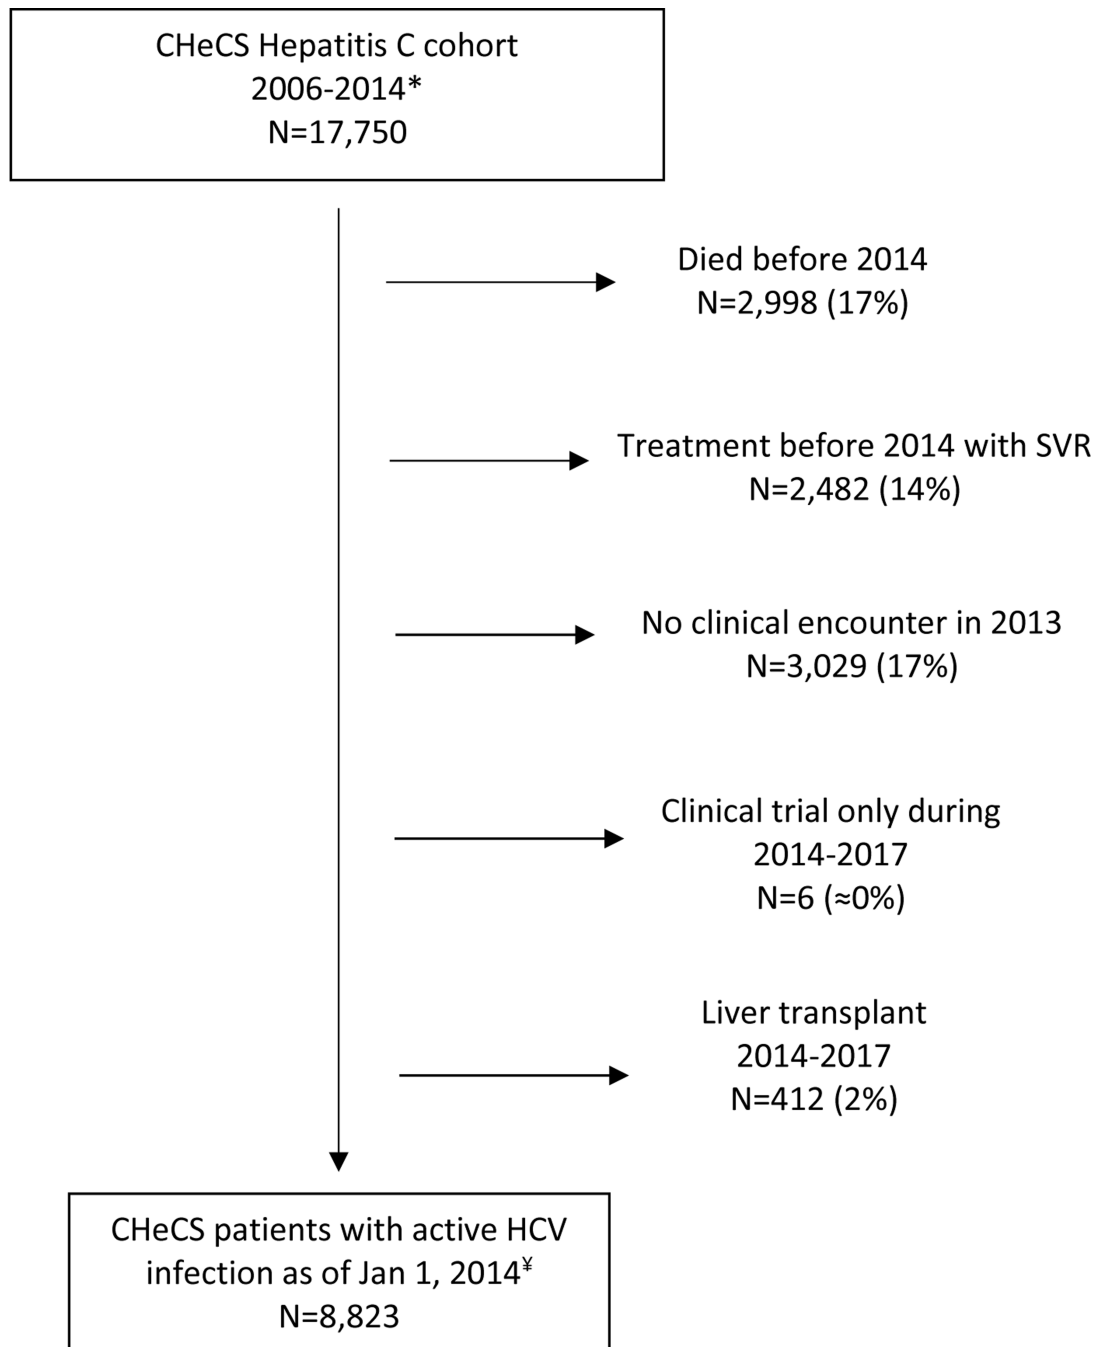 CHeCS Hepatitis C cohort
2006-2014*
N=17,750
Died before 2014
N=2,998 (17%)
Treatment before 2014 with SVR
N=2,482 (14%)
No clinical encounter in 2013
N=3,029 (17%)
Clinical trial only during
2014-2017
N=6 (≈0%)
Liver transplant
2014-2017
N=412 (2%)
CHeCS patients with active HCV
infection as of Jan 1, 2014¥
N=8,823